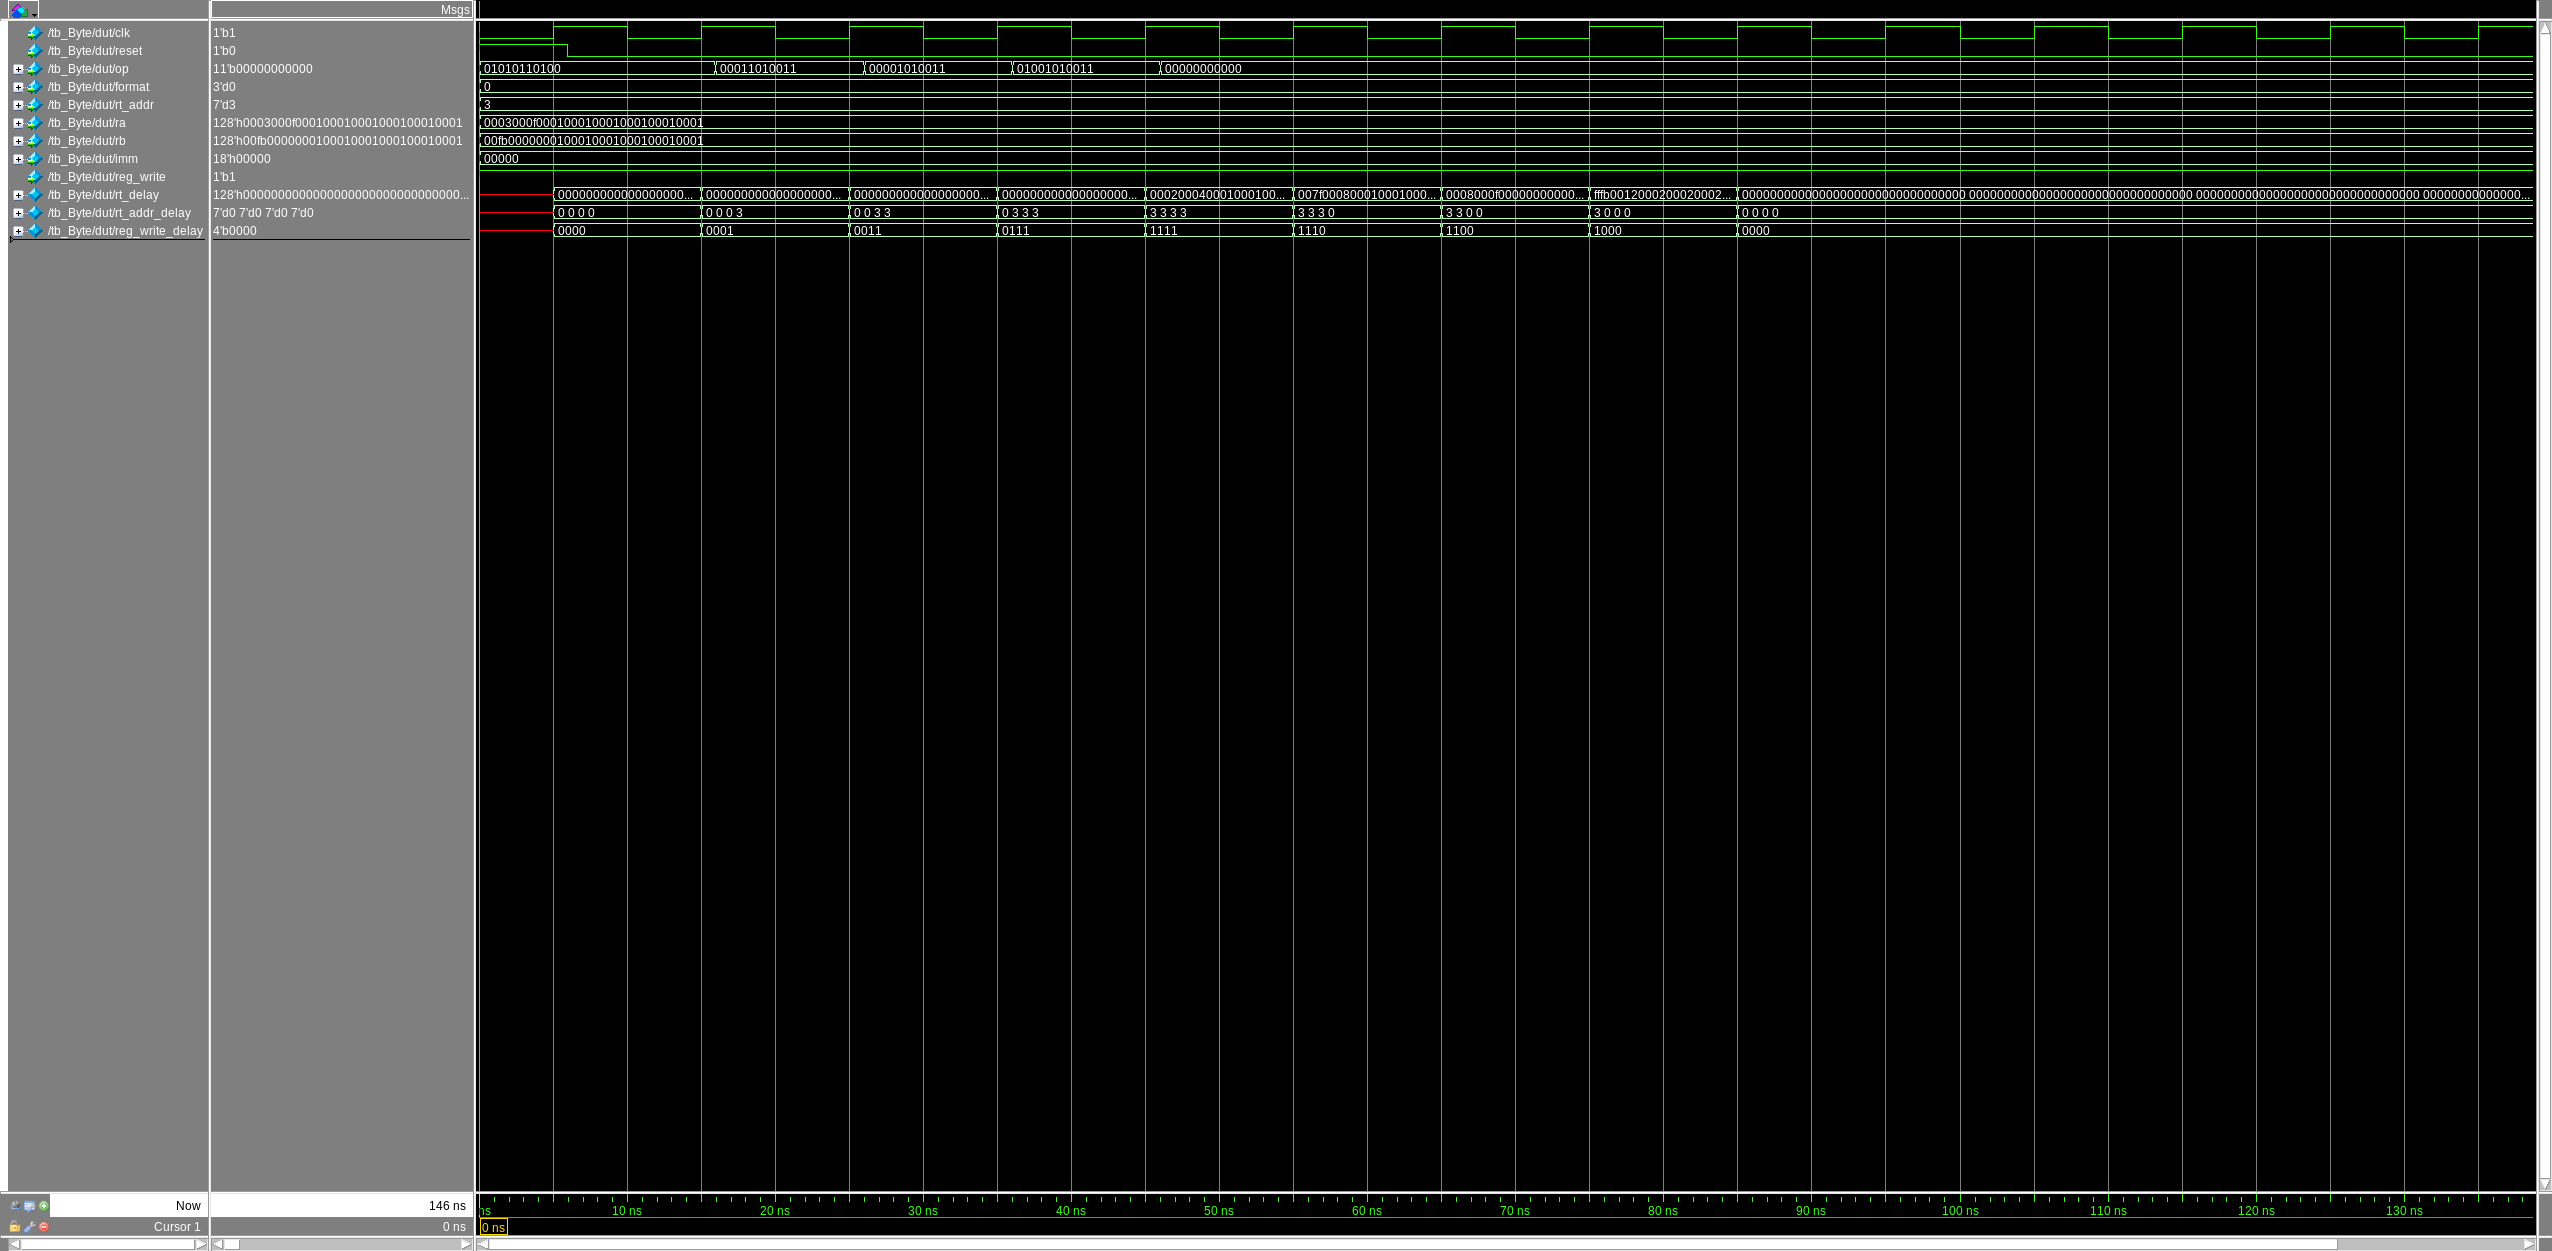 Msgs
/tb_Byte/dut/clk 1'b1
/tb_Byte/dut/reset 1'b0
/tb_Byte/dut/op 11'b00000000000 01010110100 00011010011 00001010011 01001010011 00000000000
/tb_Byte/dut/format 3'd0 0
/tb_Byte/dut/rt_addr 7'd3 3
/tb_Byte/dut/ra 128'h0003000f000100010001000100010001 0003000f000100010001000100010001
/tb_Byte/dut/rb 128'h00fb0000000100010001000100010001 00fb0000000100010001000100010001
/tb_Byte/dut/imm 18'h00000 00000
/tb_Byte/dut/reg_write 1'b1
/tb_Byte/dut/rt_delay 000200040001000100... 007f000800010001000... 0008000f00000000000... fffb0012000200020002...
/tb_Byte/dut/rt_addr_delay 7'd0 7'd0 7'd0 7'd0 0 0 0 0 0 0 0 3 0 0 3 3 0 3 3 3 3 3 3 3 3 3 3 0 3 3 0 0 3 0 0 0 0 0 0 0
/tb_Byte/dut/reg_write_delay 4'b0000 0000 0001 0011 0111 1111 1110 1100 1000 0000
Now 146 ns ns 10 ns 20 ns 30 ns 40 ns 50 ns 60 ns 70 ns 80 ns 90 ns 100 ns 110 ns 120 ns 130 ns
Cursor 1 0 ns 0 ns